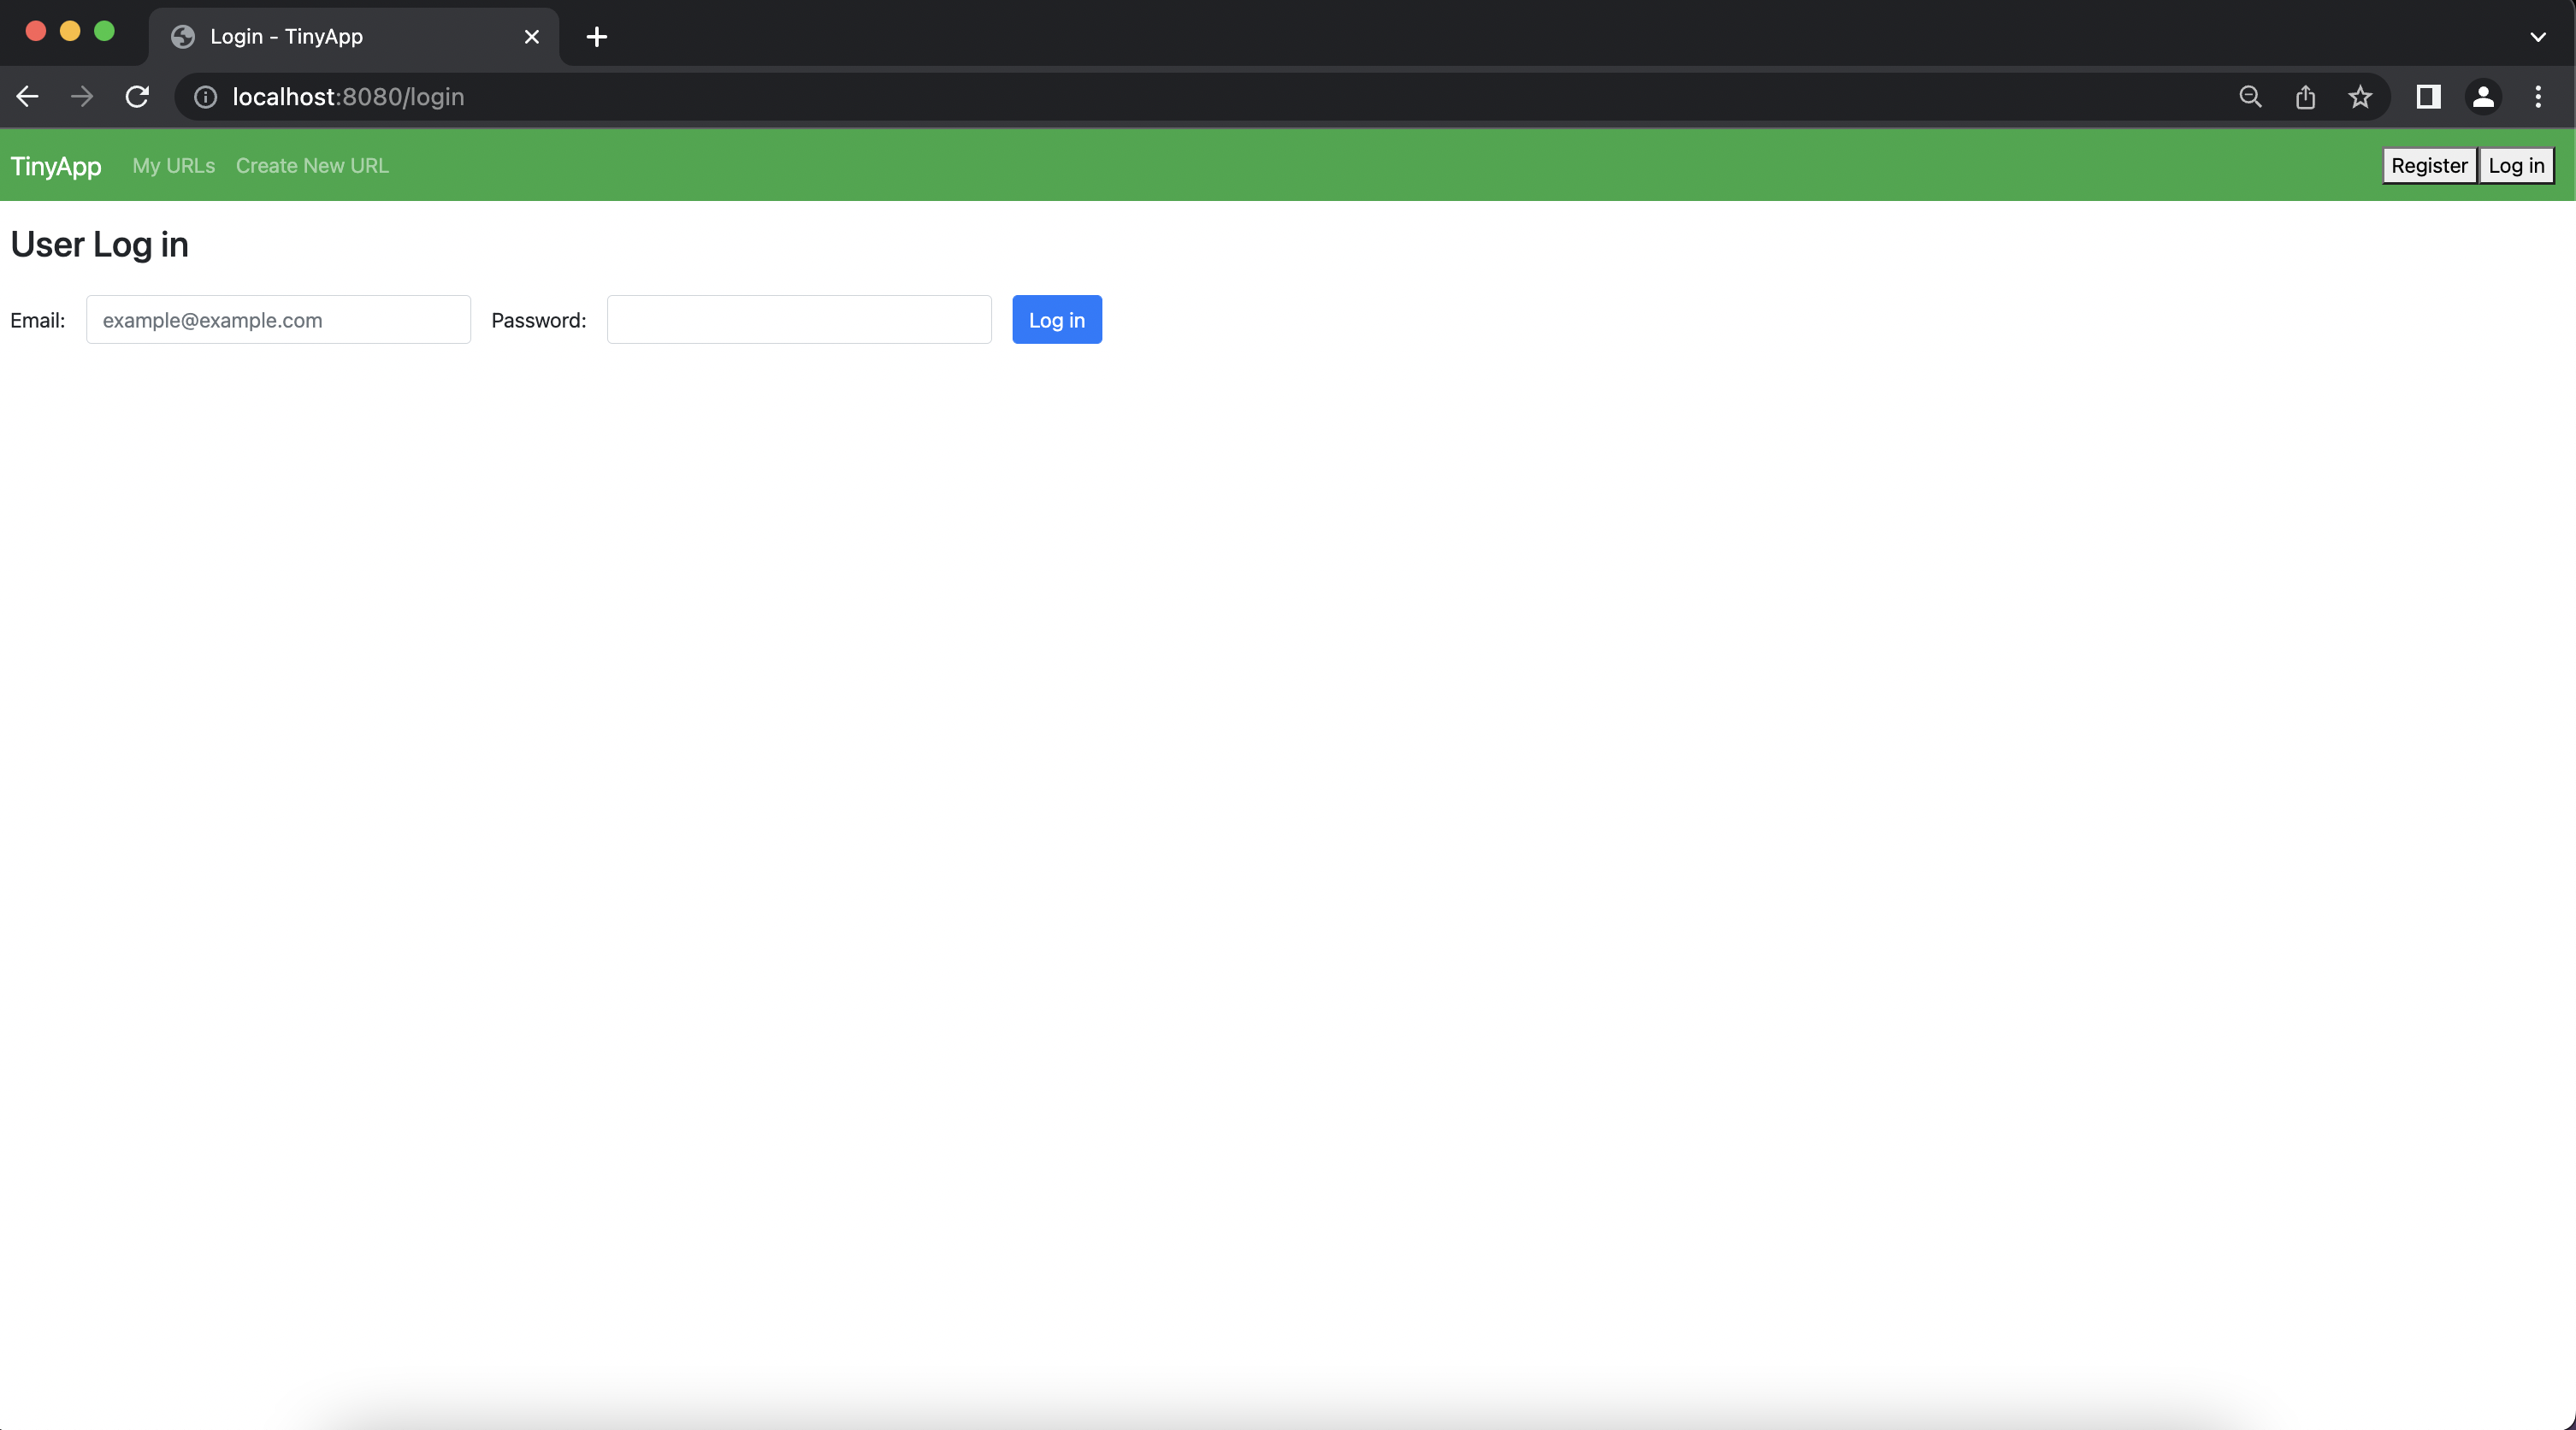 Login - TinyApp
localhost:8080/login
TinyApp My URLs Create New URL Register Log in
User Log in
Email: example@example.com Password: Log in